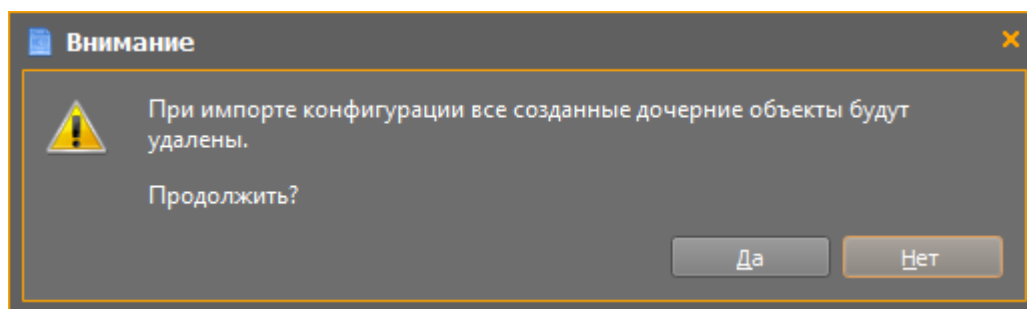 Внимание
При импорте конфигурации все созданные дочерние объекты будут
удалены.
Продолжить?
Да
Нет